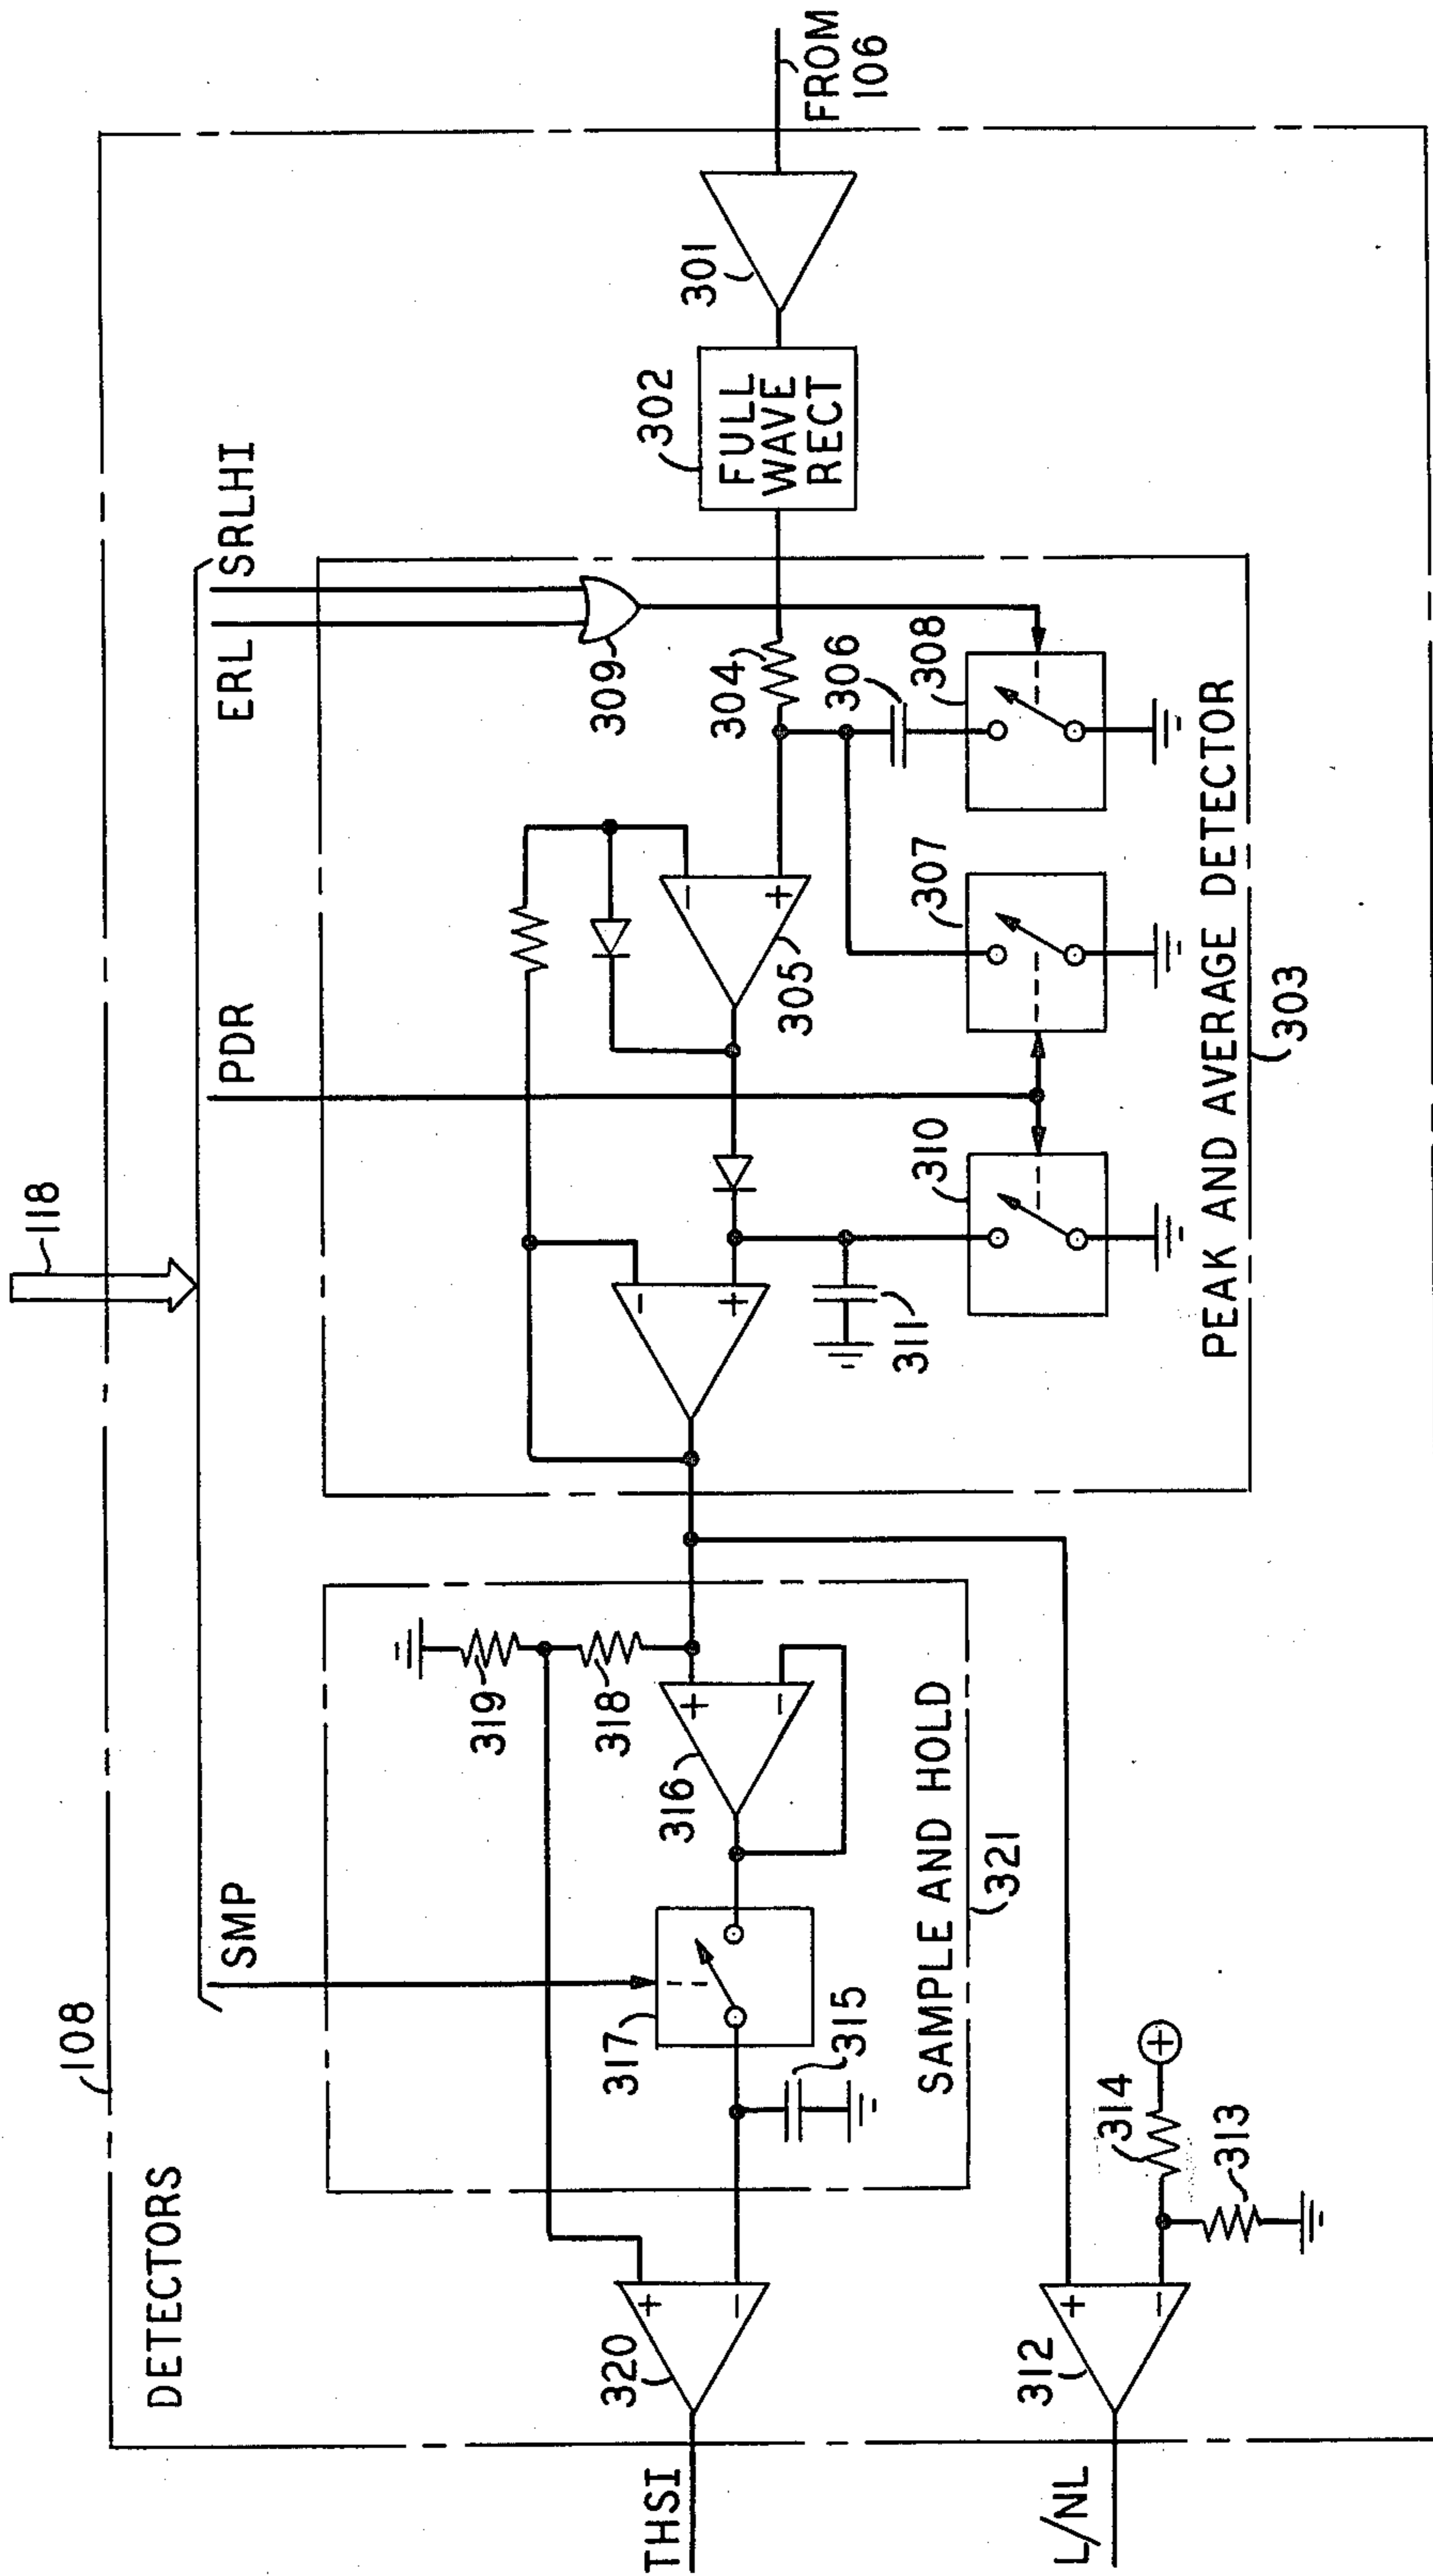 118
108
DETECTORS
SMP
PDR
ERL
SRLHI
FROM
106
301
302
FULL
WAVE
RECT
309
304
306
308
305
307
310
311
PEAK AND AVERAGE DETECTOR
303
319
318
316
317
315
SAMPLE AND HOLD
321
320
THSI
314
313
312
L/NL
+
-
+
-
+
-
+
-
+
-
+